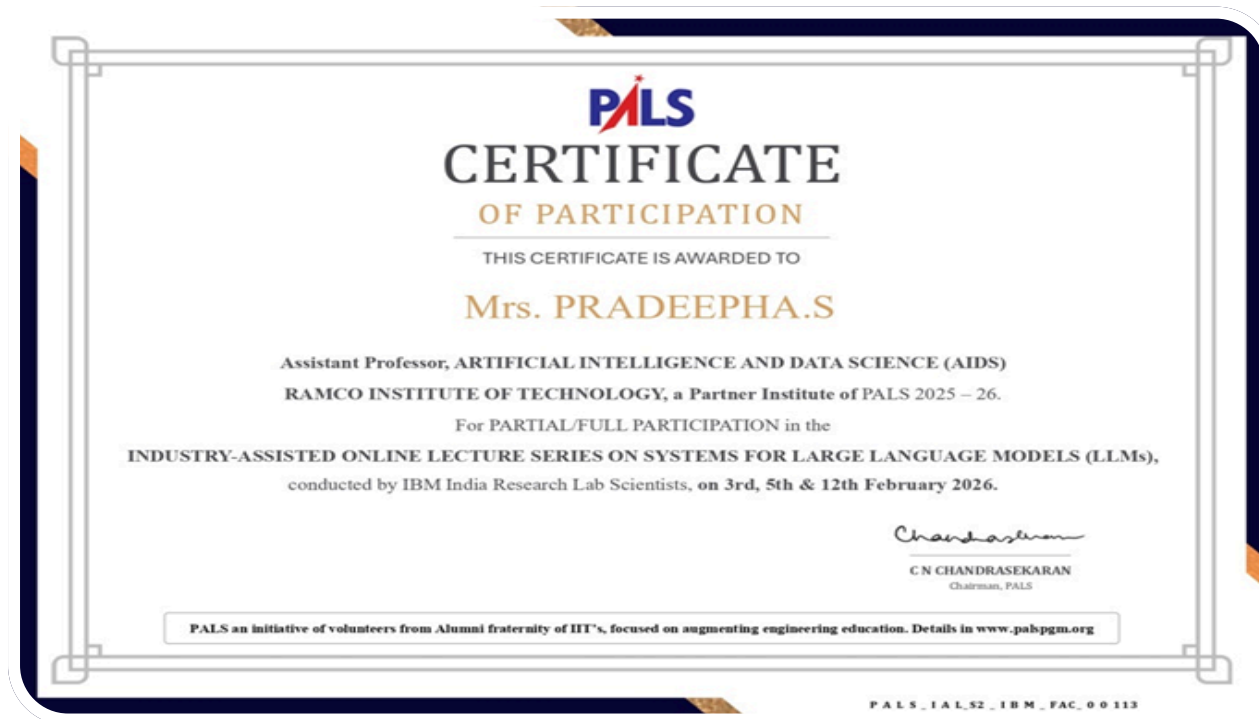 PALS
CERTIFICATE
OF PARTICIPATION
THIS CERTIFICATE IS AWARDED TO
Mrs. PRADEEPHA.S
Assistant Professor, ARTIFICIAL INTELLIGENCE AND DATA SCIENCE (AIDS)
RAMCO INSTITUTE OF TECHNOLOGY, a Partner Institute of PALS 2025 – 26.
For PARTIAL/FULL PARTICIPATION in the
INDUSTRY-ASSISTED ONLINE LECTURE SERIES ON SYSTEMS FOR LARGE LANGUAGE MODELS (LLMs),
conducted by IBM India Research Lab Scientists, on 3rd, 5th & 12th February 2026.
Chandrasekaran
C N CHANDRASEKARAN
Chairman, PALS
PALS an initiative of volunteers from Alumni fraternity of IIT's, focused on augmenting engineering education. Details in www.palspgm.org
PALS_IAL_S2_IBM_FAC_00113